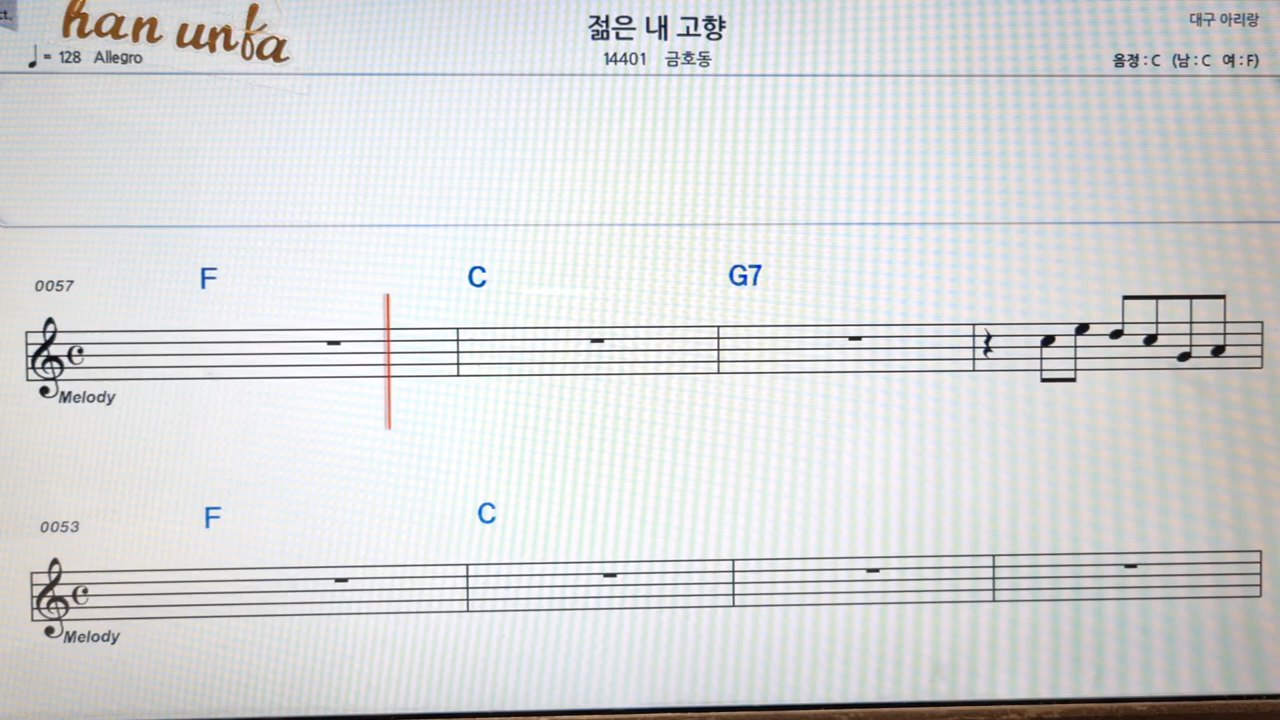 ct.
han unfa
♩= 128 Allegro
젊은 내 고향
14401 금호동
대구 아리랑
음정 : C (남 : C 여 : F)
0057 F C G7
Melody
0053 F C
Melody